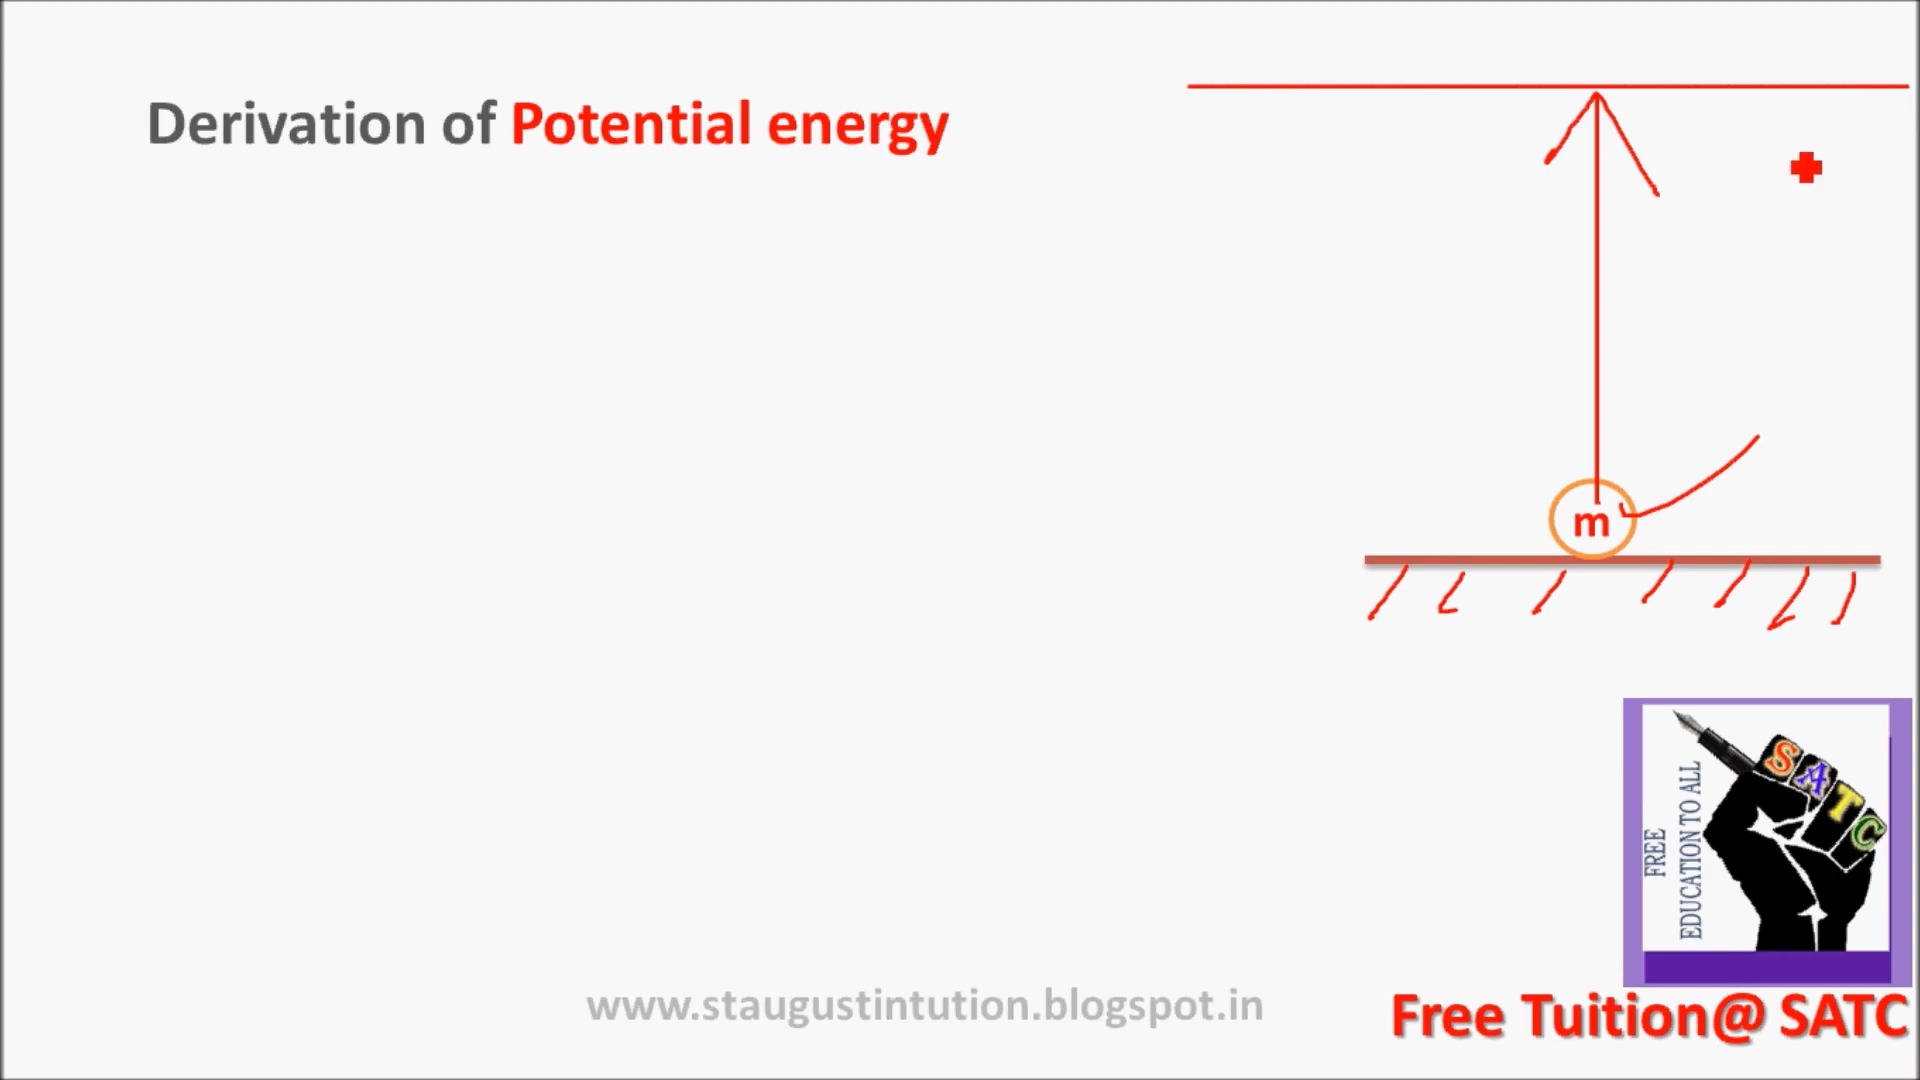 Derivation of Potential energy
m
SATC
FREE
EDUCATION TO ALL
www.staugustintution.blogspot.in
Free Tuition@ SATC